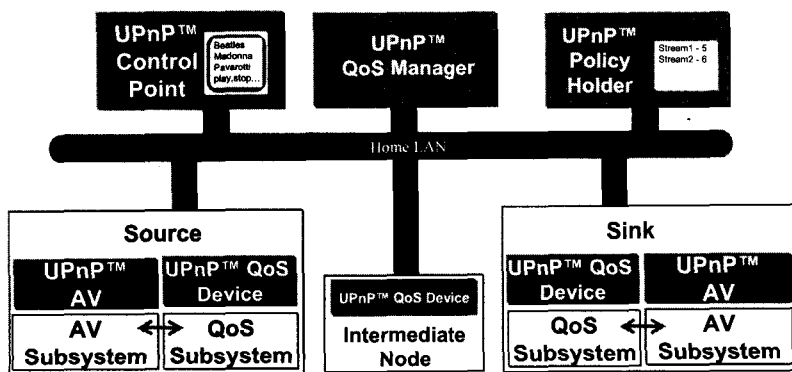 UPnP™
Control
Point
Beatles
Madonna
Pavarotti
play,stop...
UPnP™
QoS Manager
UPnP™
Policy
Holder
Stream1 - 5
Stream2 - 6
Home LAN
Source
UPnP™
AV
UPnP™ QoS
Device
AV
Subsystem
QoS
Subsystem
UPnP™ QoS Device
Intermediate
Node
Sink
UPnP™ QoS
Device
UPnP™
AV
QoS
Subsystem
AV
Subsystem